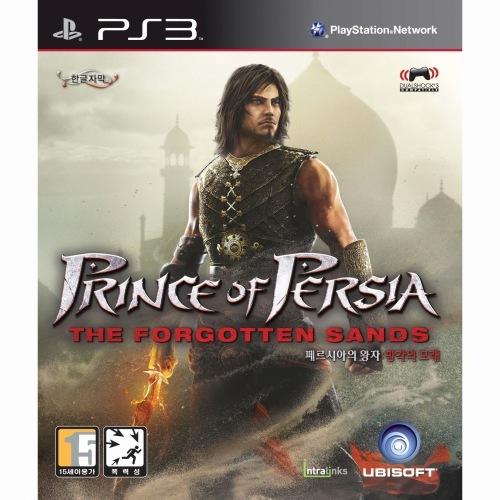 PS3™
PlayStation®Network
한글자막
DUALSHOCK®3
COMPATIBLE
PRINCE OF PERSIA
THE FORGOTTEN SANDS
페르시아의 왕자 망각의 모래
15
15세이용가
폭력성
intralinks
UBISOFT